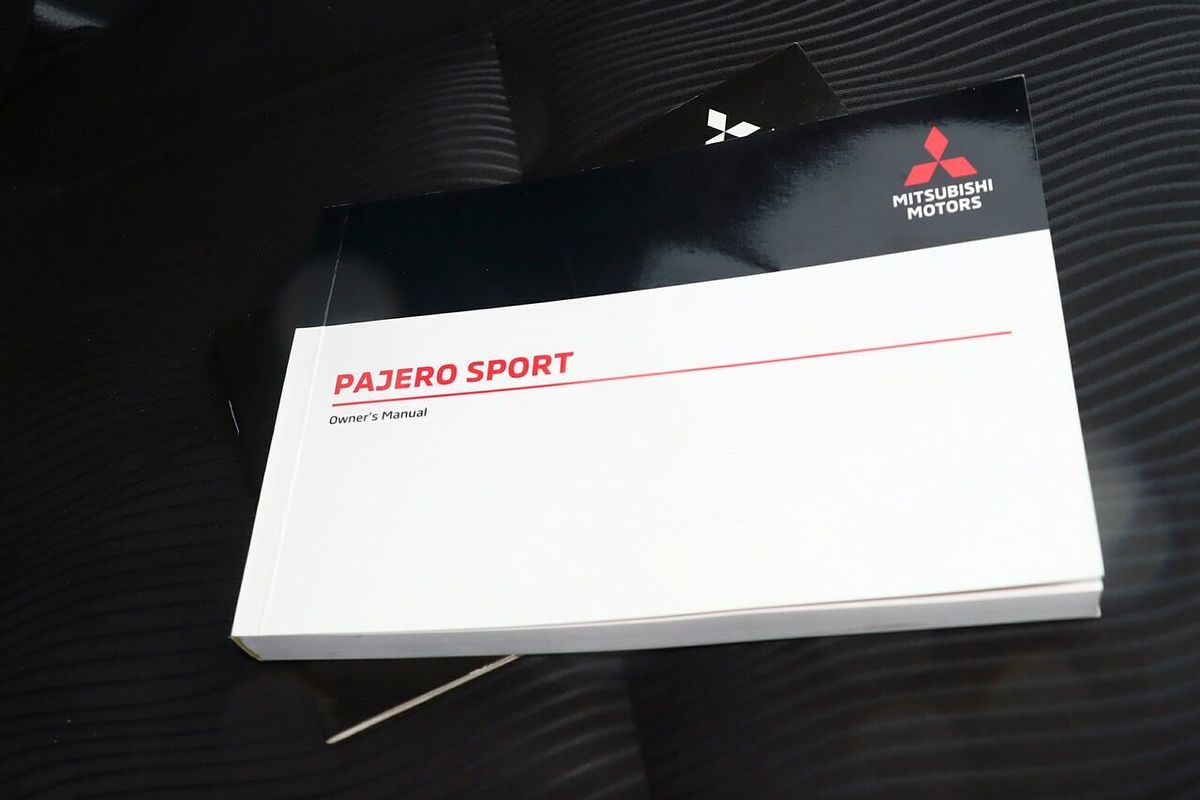 MITSUBISHI
MOTORS
PAJERO SPORT
Owner's Manual